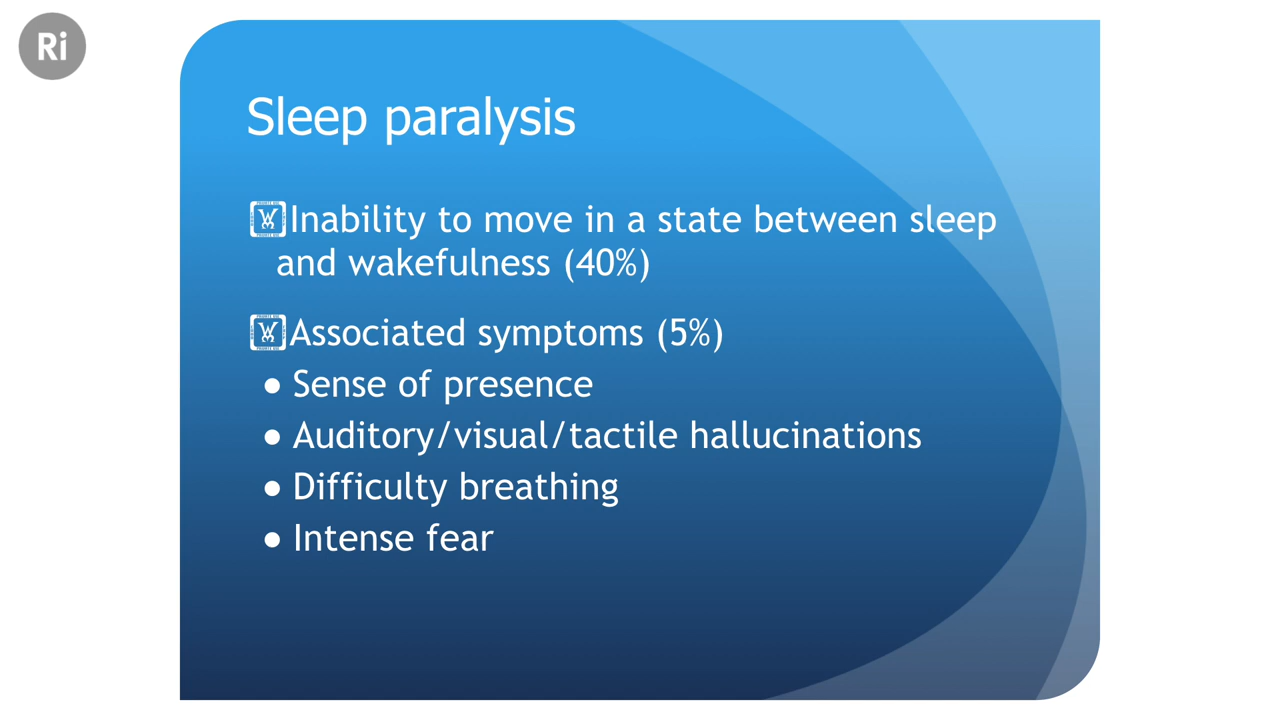 Ri
Sleep paralysis
Inability to move in a state between sleep
and wakefulness (40%)
Associated symptoms (5%)
● Sense of presence
● Auditory/visual/tactile hallucinations
● Difficulty breathing
● Intense fear